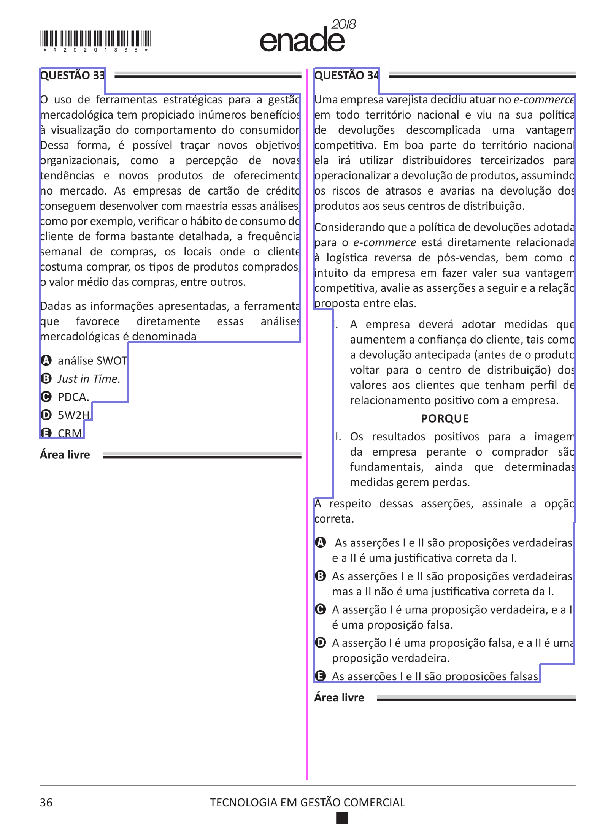 *R2020183 6*
enade2018
QUESTÃO 33
O uso de ferramentas estratégicas para a gestão
mercadológica tem propiciado inúmeros benefícios
à visualização do comportamento do consumidor
Dessa forma, é possível traçar novos objetivos
organizacionais, como a percepção de novas
tendências e novos produtos de oferecimento
no mercado. As empresas de cartão de crédito
conseguem desenvolver com maestria essas análises
como por exemplo, verificar o hábito de consumo do
cliente de forma bastante detalhada, a frequência
semanal de compras, os locais onde o cliente
costuma comprar, os tipos de produtos comprados
o valor médio das compras, entre outros.
Dadas as informações apresentadas, a ferramenta
que favorece diretamente essas análises
mercadológicas é denominada
A análise SWOT
B Just in Time.
C PDCA.
D 5W2H
E CRM
Área livre
QUESTÃO 34
Uma empresa varejista decidiu atuar no e-commerce
em todo território nacional e viu na sua política
de devoluções descomplicada uma vantagem
competitiva. Em boa parte do território nacional
ela irá utilizar distribuidores terceirizados para
operacionalizar a devolução de produtos, assumindo
os riscos de atrasos e avarias na devolução dos
produtos aos seus centros de distribuição.
Considerando que a política de devoluções adotada
para o e-commerce está diretamente relacionada
à logística reversa de pós-vendas, bem como o
intuito da empresa em fazer valer sua vantagem
competitiva, avalie as asserções a seguir e a relação
proposta entre elas.
I. A empresa deverá adotar medidas que
aumentem a confiança do cliente, tais como
a devolução antecipada (antes de o produto
voltar para o centro de distribuição) dos
valores aos clientes que tenham perfil de
relacionamento positivo com a empresa.
PORQUE
II. Os resultados positivos para a imagem
da empresa perante o comprador são
fundamentais, ainda que determinadas
medidas gerem perdas.
A respeito dessas asserções, assinale a opção
correta.
A As asserções I e II são proposições verdadeiras
e a II é uma justificativa correta da I.
B As asserções I e II são proposições verdadeiras
mas a II não é uma justificativa correta da I.
C A asserção I é uma proposição verdadeira, e a II
é uma proposição falsa.
D A asserção I é uma proposição falsa, e a II é uma
proposição verdadeira.
E As asserções I e II são proposições falsas
Área livre
36
TECNOLOGIA EM GESTÃO COMERCIAL